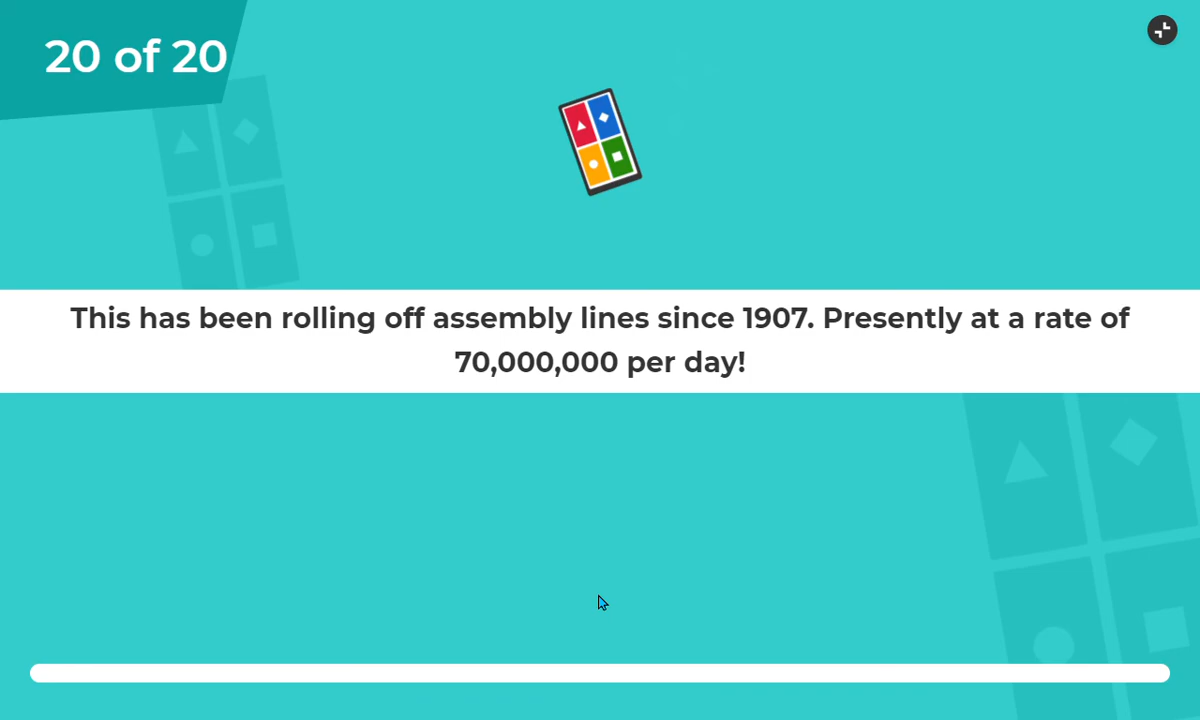 20 of 20
This has been rolling off assembly lines since 1907. Presently at a rate of
70,000,000 per day!